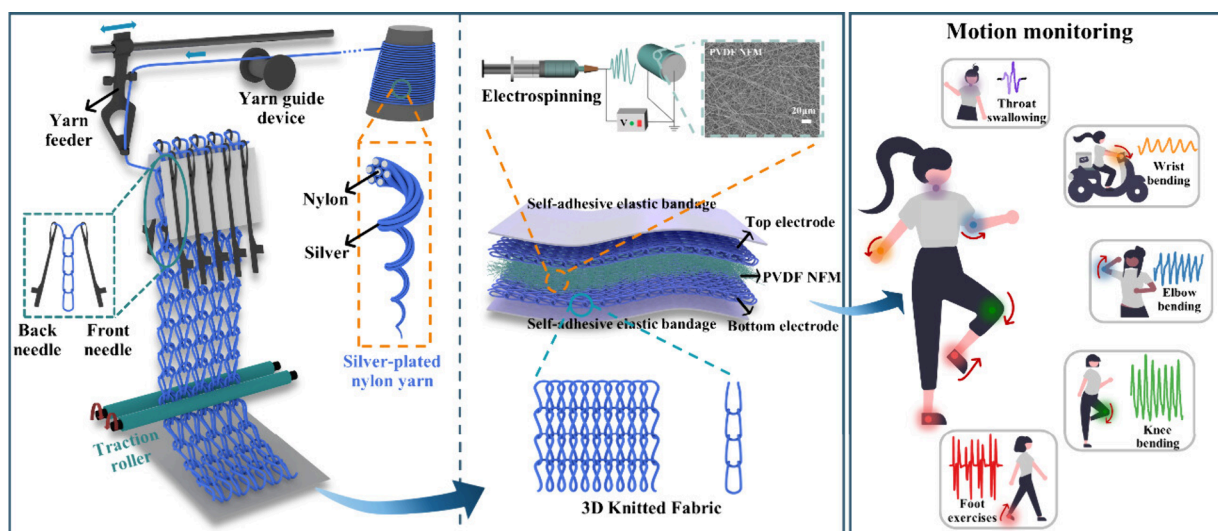 Yarn
feeder
Yarn guide
device
Nylon
Silver
Back
needle
Front
needle
Silver-plated
nylon yarn
Traction
roller
Electrospinning
V
PVDF NFM
20μm
Self-adhesive elastic bandage
Top electrode
PVDF NFM
Self-adhesive elastic bandage
Bottom electrode
3D Knitted Fabric
Motion monitoring
Throat
swallowing
Wrist
bending
Elbow
bending
Knee
bending
Foot
exercises